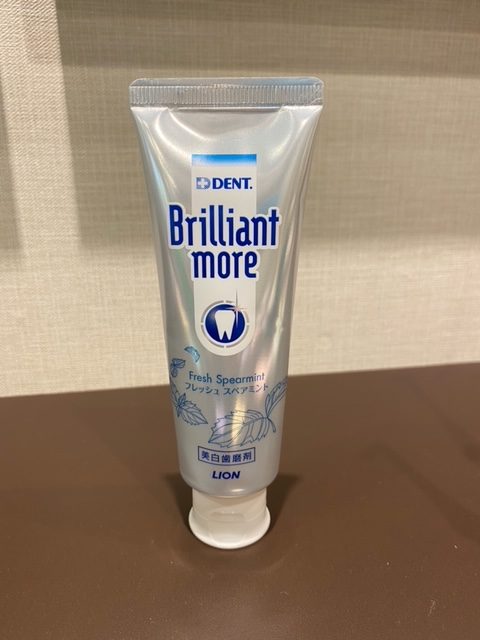 DENT.
Brilliant
more
Fresh Spearmint
フレッシュ スペアミント
美白歯磨剤
LION